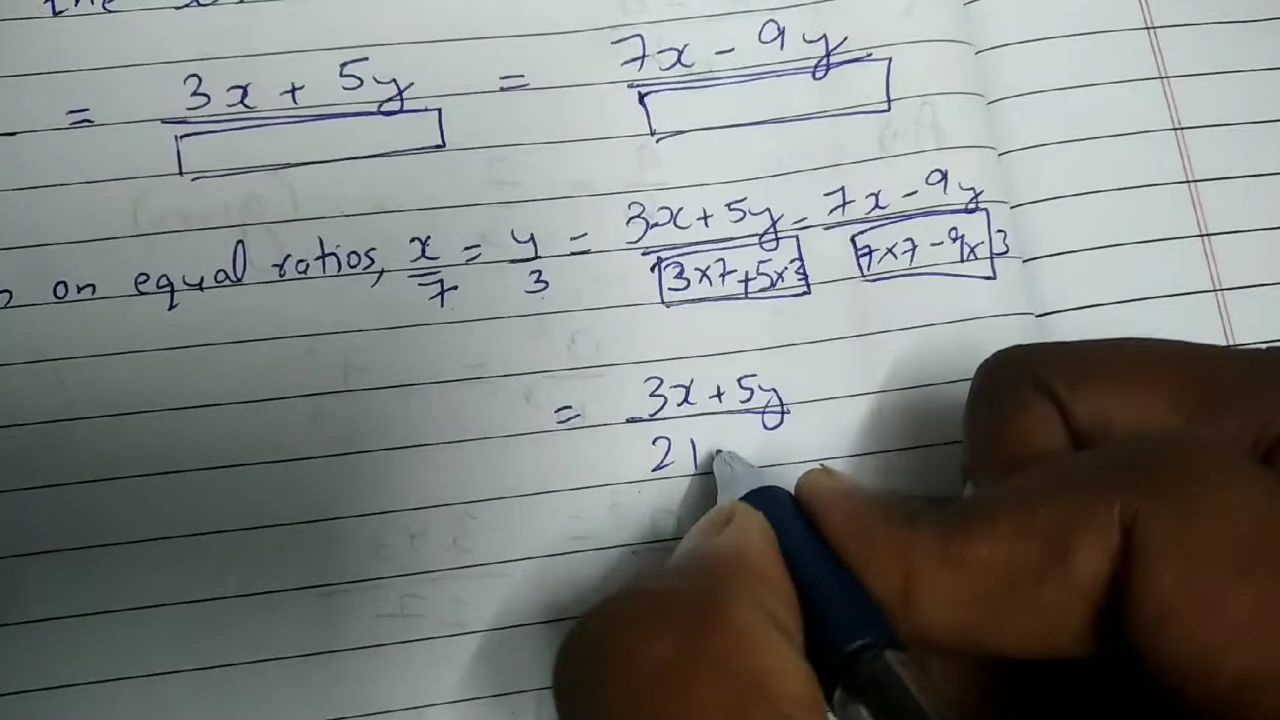 the
= 3x + 5y / = 7x - 9y /
on equal ratios, x/7 = y/3 = 3x+5y/3×7+5×3 = 7x-9y/7×7-9×3
= 3x+5y/21